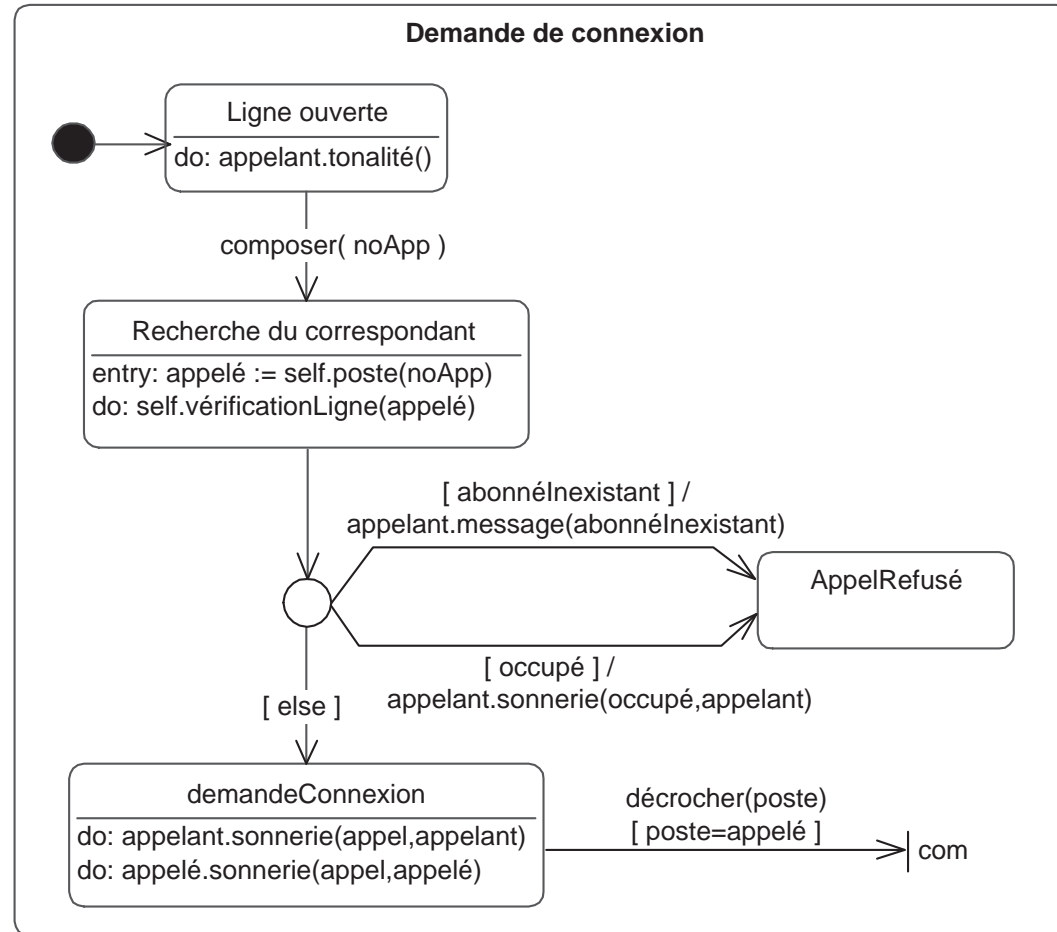 Demande de connexion
Ligne ouverte
do: appelant.tonalité()
composer( noApp )
Recherche du correspondant
entry: appelé := self.poste(noApp)
do: self.vérificationLigne(appelé)
[ abonnéInexistant ] /
appelant.message(abonnéInexistant)
AppelRefusé
[ occupé ] /
appelant.sonnerie(occupé,appelant)
[ else ]
demandeConnexion
do: appelant.sonnerie(appel,appelant)
do: appelé.sonnerie(appel,appelé)
décrocher(poste)
[ poste=appelé ]
com